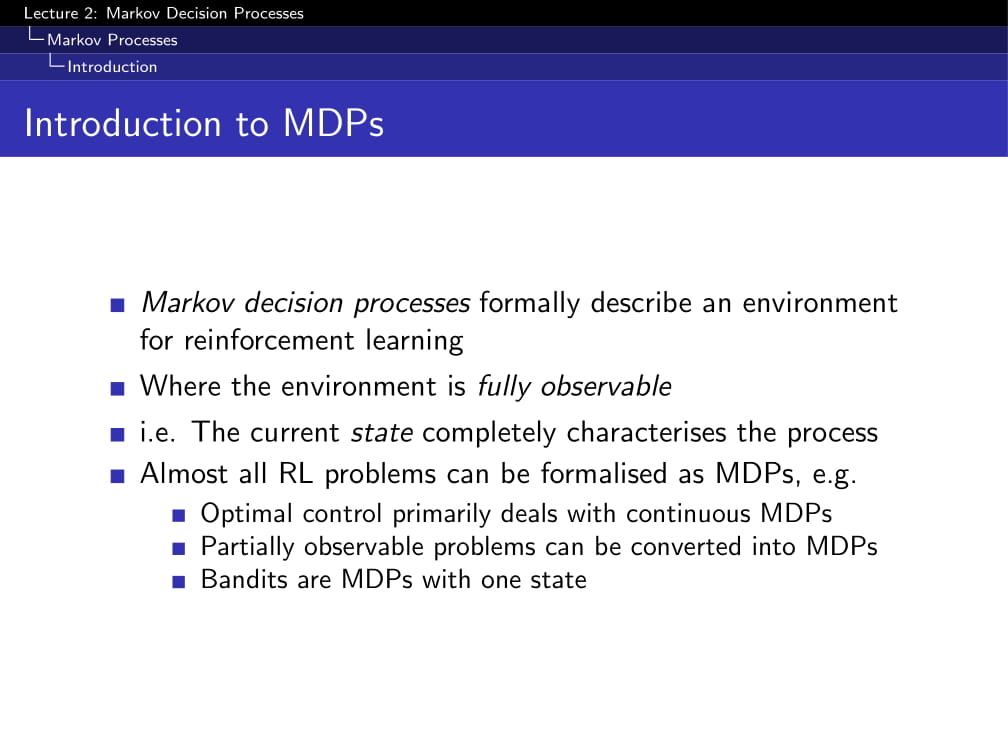 Lecture 2: Markov Decision Processes
Markov Processes
Introduction
Introduction to MDPs
Markov decision processes formally describe an environment
for reinforcement learning
Where the environment is fully observable
i.e. The current state completely characterises the process
Almost all RL problems can be formalised as MDPs, e.g.
Optimal control primarily deals with continuous MDPs
Partially observable problems can be converted into MDPs
Bandits are MDPs with one state